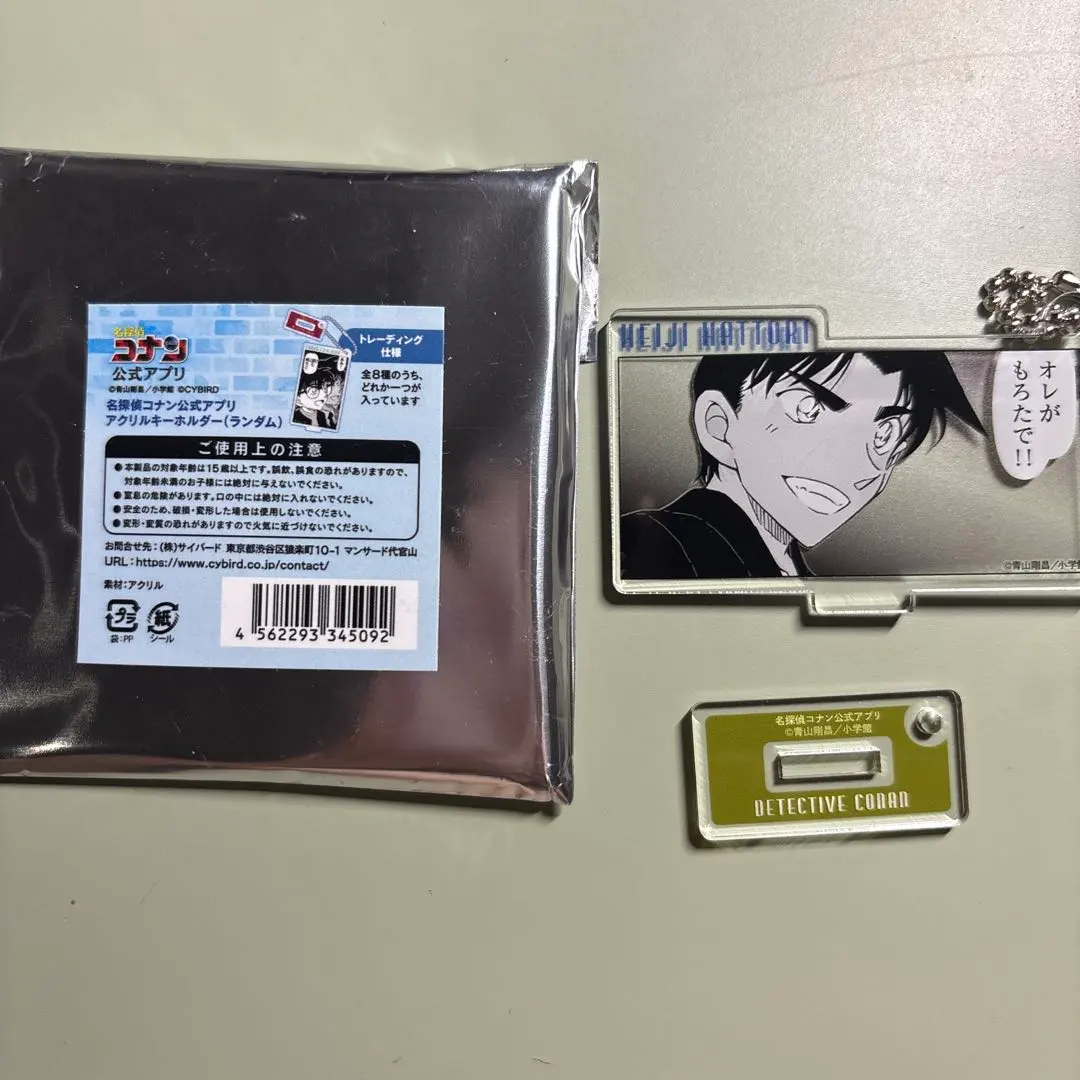 名探偵
コナン
公式アプリ
©青山剛昌/小学館 ©CYBIRD
名探偵コナン公式アプリ
アクリルキーホルダー(ランダム)
トレーディング
仕様
全8種のうち、
どれか一つが
入っています
ご使用上の注意
●本製品の対象年齢は15歳以上です。誤飲、誤食の恐れがありますので、
対象年齢未満のお子様には絶対に与えないでください。
●窒息の危険があります。口の中には絶対に入れないでください。
●安全のため、破損・変形した場合は使用しないでください。
●変形・変質の恐れがありますので火気に近づけないでください。
お問合せ先:(株)サイバード 東京都渋谷区猿楽町10-1 マンサード代官山
URL:https://www.cybird.co.jp/contact/
素材:アクリル
プラ
袋:PP
紙
シール
4 562293 345092
HEIJI HATTORI
オレが
もろたで!!
©青山剛昌/小学館
名探偵コナン公式アプリ
©青山剛昌/小学館
DETECTIVE CONAN